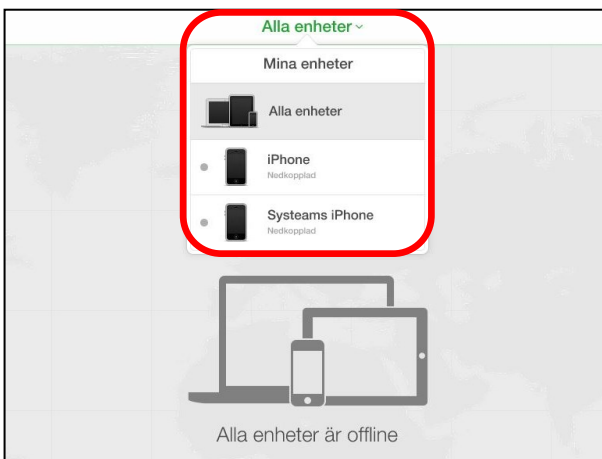 Alla enheter
Mina enheter
Alla enheter
iPhone
Nedkopplad
Systeams iPhone
Nedkopplad
Alla enheter är offline